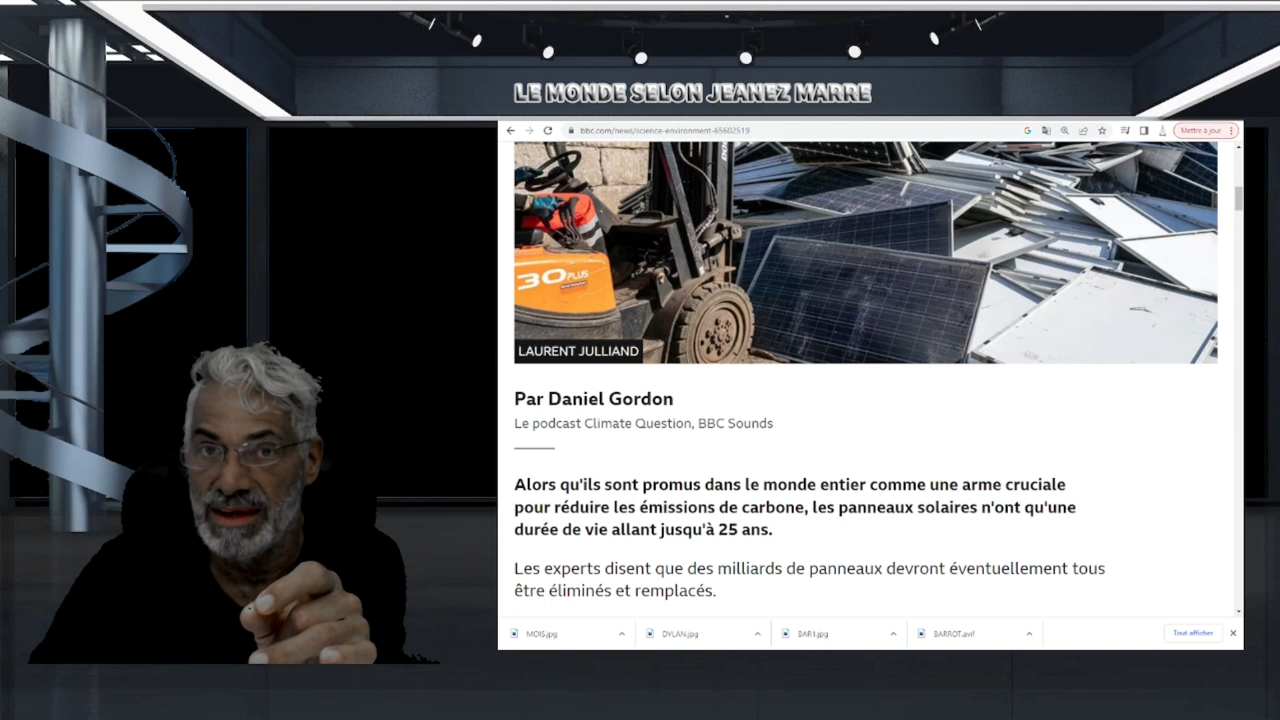 LE MONDE SELON JEANEZ MARRE
bbc.com/news/science-environment-65602519
Mettre à jour
30 PLUS
LAURENT JULLIAND
Par Daniel Gordon
Le podcast Climate Question, BBC Sounds
Alors qu'ils sont promus dans le monde entier comme une arme cruciale
pour réduire les émissions de carbone, les panneaux solaires n'ont qu'une
durée de vie allant jusqu'à 25 ans.
Les experts disent que des milliards de panneaux devront éventuellement tous
être éliminés et remplacés.
MOIS.jpg
DYLAN.jpg
BAR1.jpg
BARROT.avif
Tout afficher